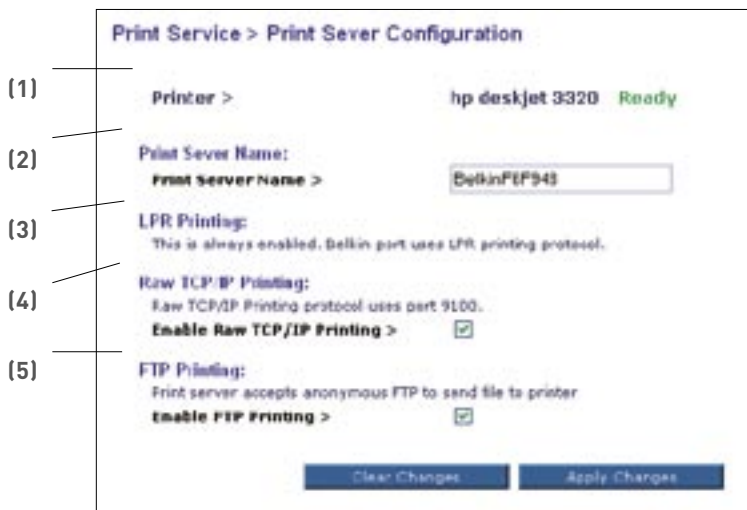 Print Service > Print Sever Configuration
(1)
Printer > hp deskjet 3320 Ready
(2)
Print Sever Name:
Print Server Name >
(3)
LPR Printing:
This is always enabled. Belkin port uses LPR printing protocol.
(4)
Raw TCP/IP Printing:
Raw TCP/IP Printing protocol uses port 9100.
Enable Raw TCP/IP Printing >
(5)
FTP Printing:
Print server accepts anonymous FTP to send file to printer
Enable FTP Printing >
Clear Changes Apply Changes